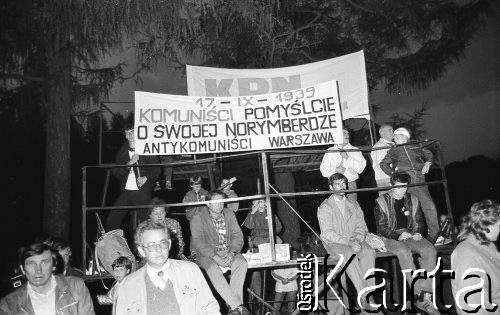 KPN
17-IX-1939
KOMUNIŚCI POMYŚLCIE
O SWOJEJ NORYMBERDZE
ANTYKOMUNIŚCI WARSZAWA
Ośrodek
Karta